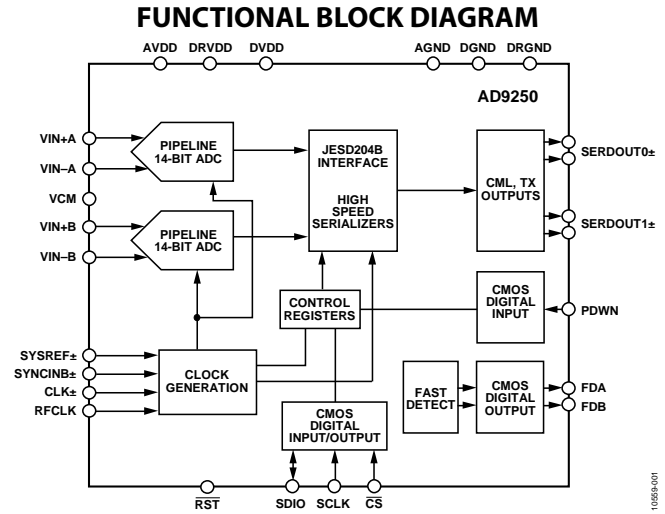 FUNCTIONAL BLOCK DIAGRAM
AVDD DRVDD DVDD AGND DGND DRGND
AD9250
VIN+A
VIN–A
VCM
VIN+B
VIN–B
PIPELINE
14-BIT ADC
PIPELINE
14-BIT ADC
JESD204B
INTERFACE
HIGH
SPEED
SERIALIZERS
CML, TX
OUTPUTS
SERDOUT0±
SERDOUT1±
CONTROL
REGISTERS
CMOS
DIGITAL
INPUT
PDWN
SYSREF±
SYNCINB±
CLK±
RFCLK
CLOCK
GENERATION
CMOS
DIGITAL
INPUT/OUTPUT
FAST
DETECT
CMOS
DIGITAL
OUTPUT
FDA
FDB
RST SDIO SCLK CS
10559-001